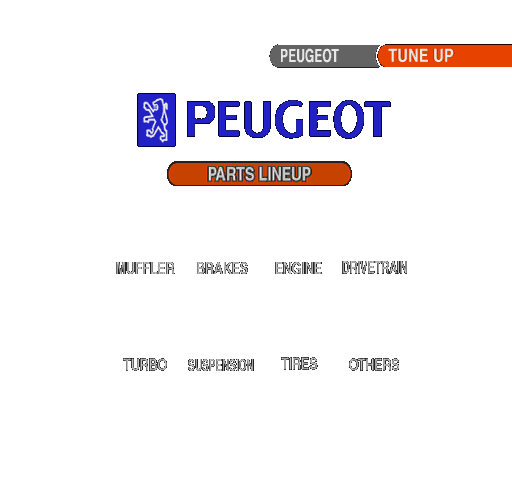 PEUGEOT TUNE UP
PEUGEOT
PARTS LINEUP
MUFFLER BRAKES ENGINE DRIVETRAIN
TURBO SUSPENSION TIRES OTHERS